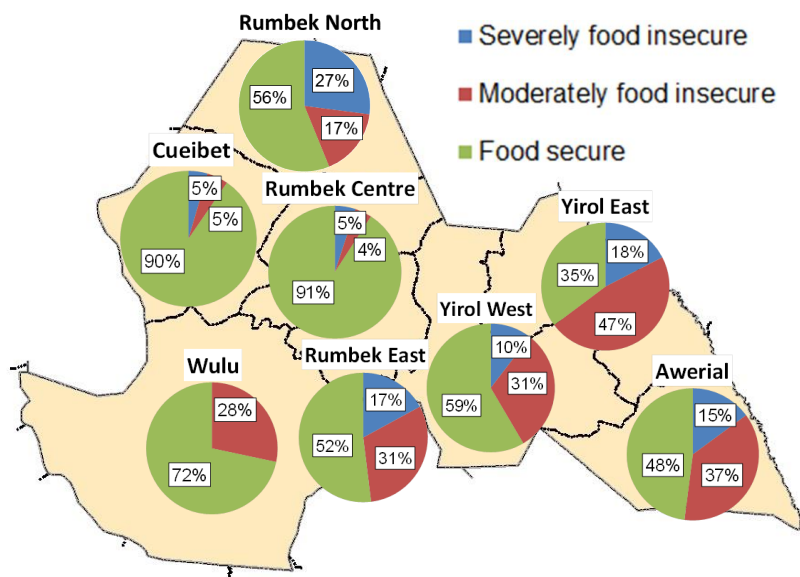 Rumbek North
27%
56%
17%
Severely food insecure
Moderately food insecure
Food secure
Cueibet
5%
5%
90%
Rumbek Centre
5%
4%
91%
Yirol East
18%
35%
47%
Yirol West
10%
31%
59%
Wulu
28%
72%
Rumbek East
17%
52%
31%
Awerial
15%
48%
37%